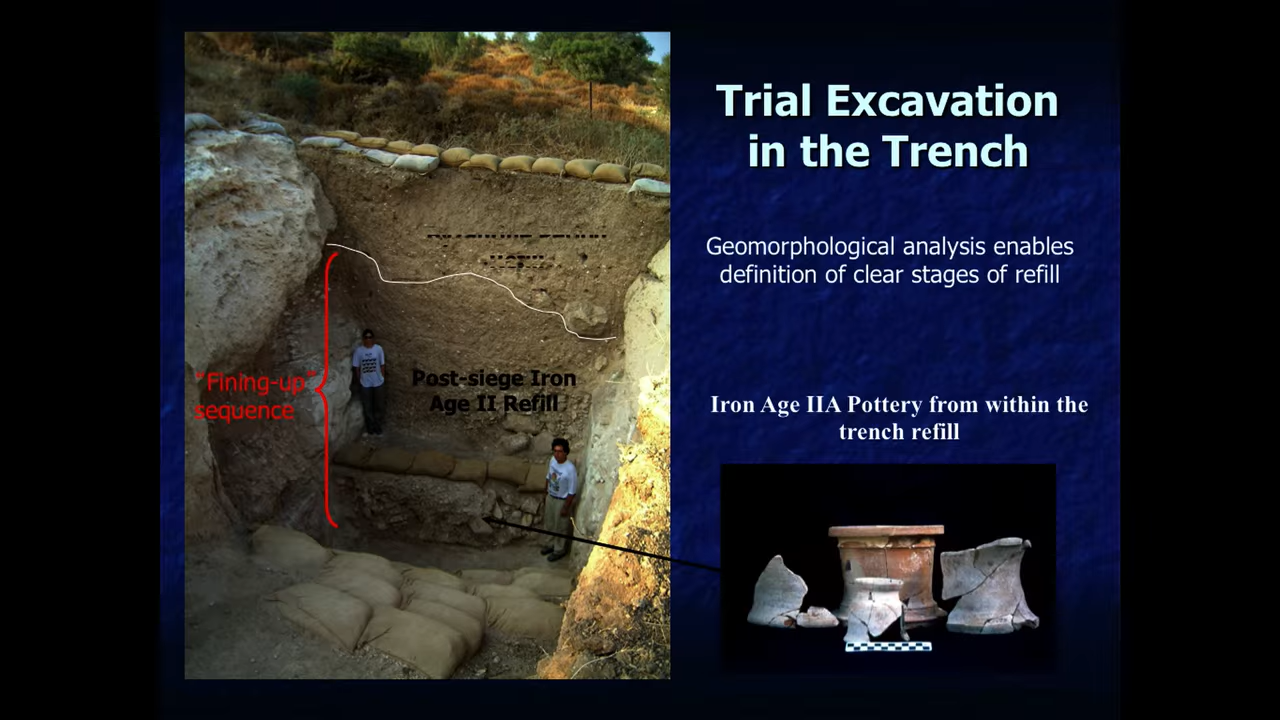 Trial Excavation
in the Trench
Geomorphological analysis enables
definition of clear stages of refill
"Fining-up"
sequence
Post-siege Iron
Age II Refill
Iron Age IIA Pottery from within the
trench refill